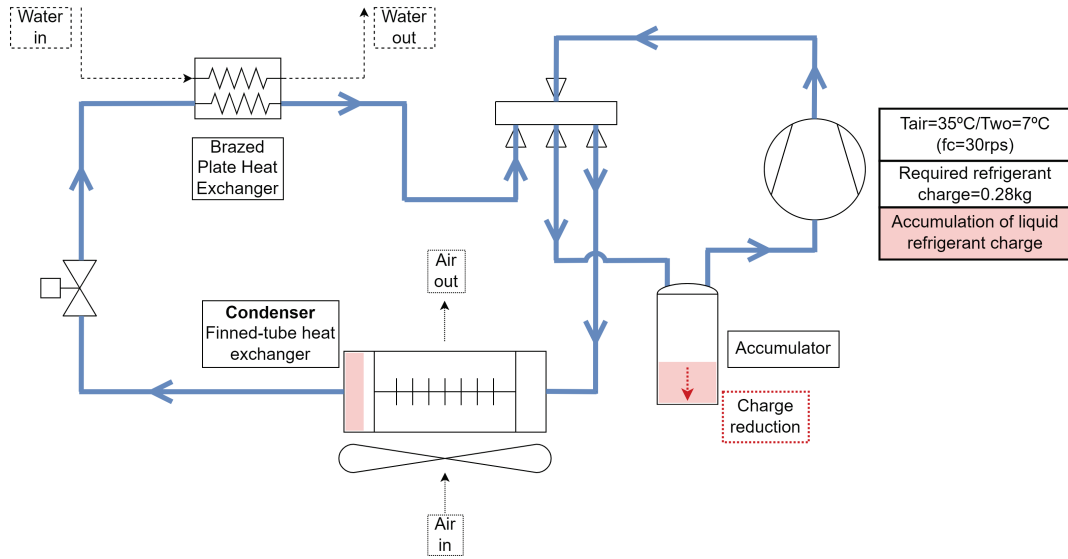 Water
in
Water
out
Brazed
Plate Heat
Exchanger
Tair=35ºC/Two=7ºC
(fc=30rps)
Required refrigerant
charge=0.28kg
Accumulation of liquid
refrigerant charge
Air
out
Condenser
Finned-tube heat
exchanger
Accumulator
Charge
reduction
Air
in